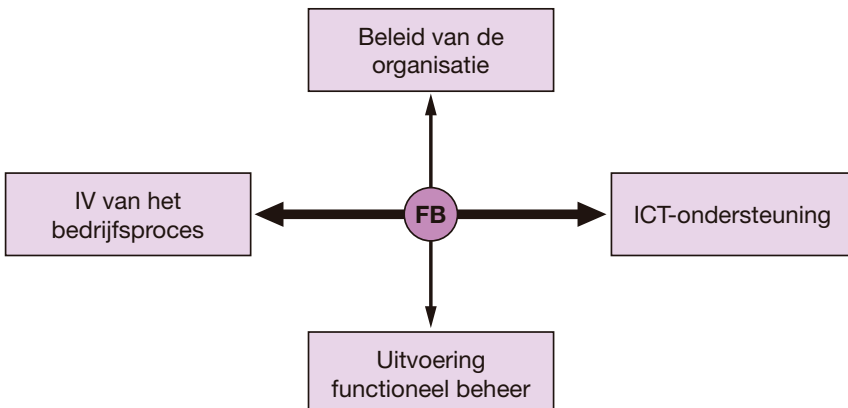 Beleid van de
organisatie
IV van het
bedrijfsproces
FB
ICT-ondersteuning
Uitvoering
functioneel beheer